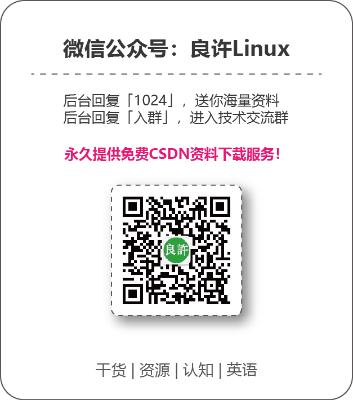 微信公众号：良许Linux
后台回复「1024」，送你海量资料
后台回复「入群」，进入技术交流群
永久提供免费CSDN资料下载服务！
良許
干货 | 资源 | 认知 | 英语